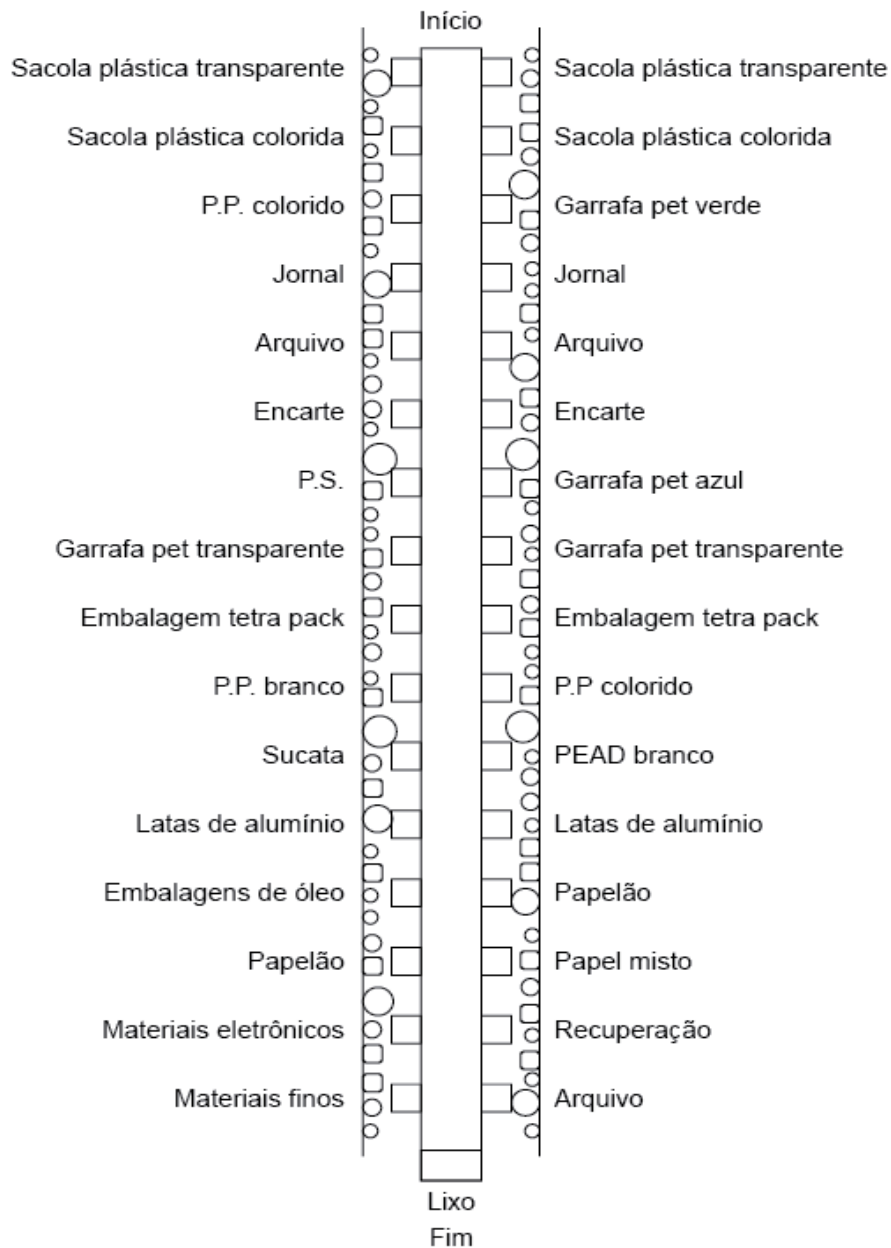 Início
Sacola plástica transparente Sacola plástica transparente
Sacola plástica colorida Sacola plástica colorida
P.P. colorido Garrafa pet verde
Jornal Jornal
Arquivo Arquivo
Encarte Encarte
P.S. Garrafa pet azul
Garrafa pet transparente Garrafa pet transparente
Embalagem tetra pack Embalagem tetra pack
P.P. branco P.P colorido
Sucata PEAD branco
Latas de alumínio Latas de alumínio
Embalagens de óleo Papelão
Papelão Papel misto
Materiais eletrônicos Recuperação
Materiais finos Arquivo
Lixo
Fim